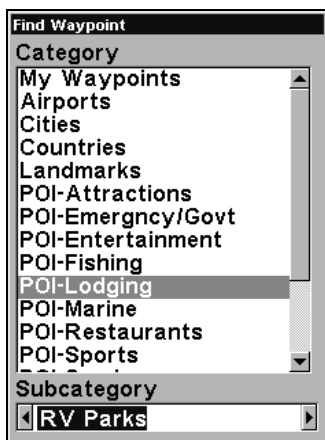 Find Waypoint
Category
My Waypoints
Airports
Cities
Countries
Landmarks
POI-Attractions
POI-Emergncy/Govt
POI-Entertainment
POI-Fishing
POI-Lodging
POI-Marine
POI-Restaurants
POI-Sports
Subcategory
RV Parks